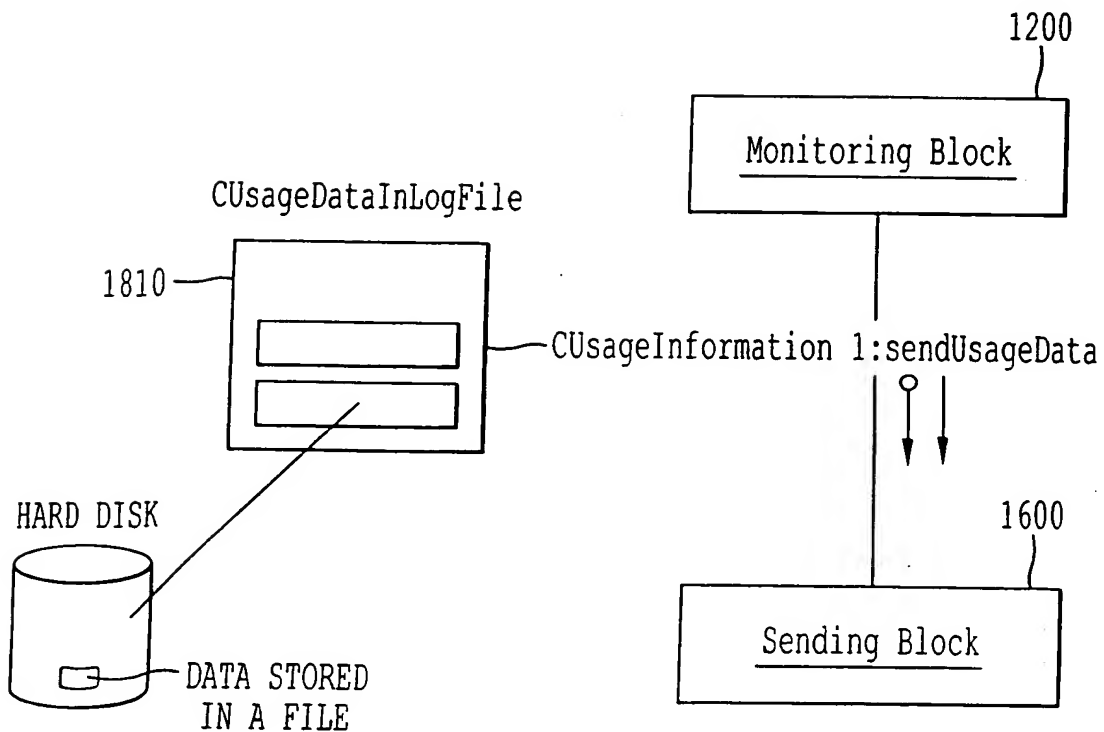 1200
Monitoring Block
CUsageDataInLogFile
1810
CUsageInformation 1:sendUsageData
HARD DISK
1600
Sending Block
DATA STORED
IN A FILE